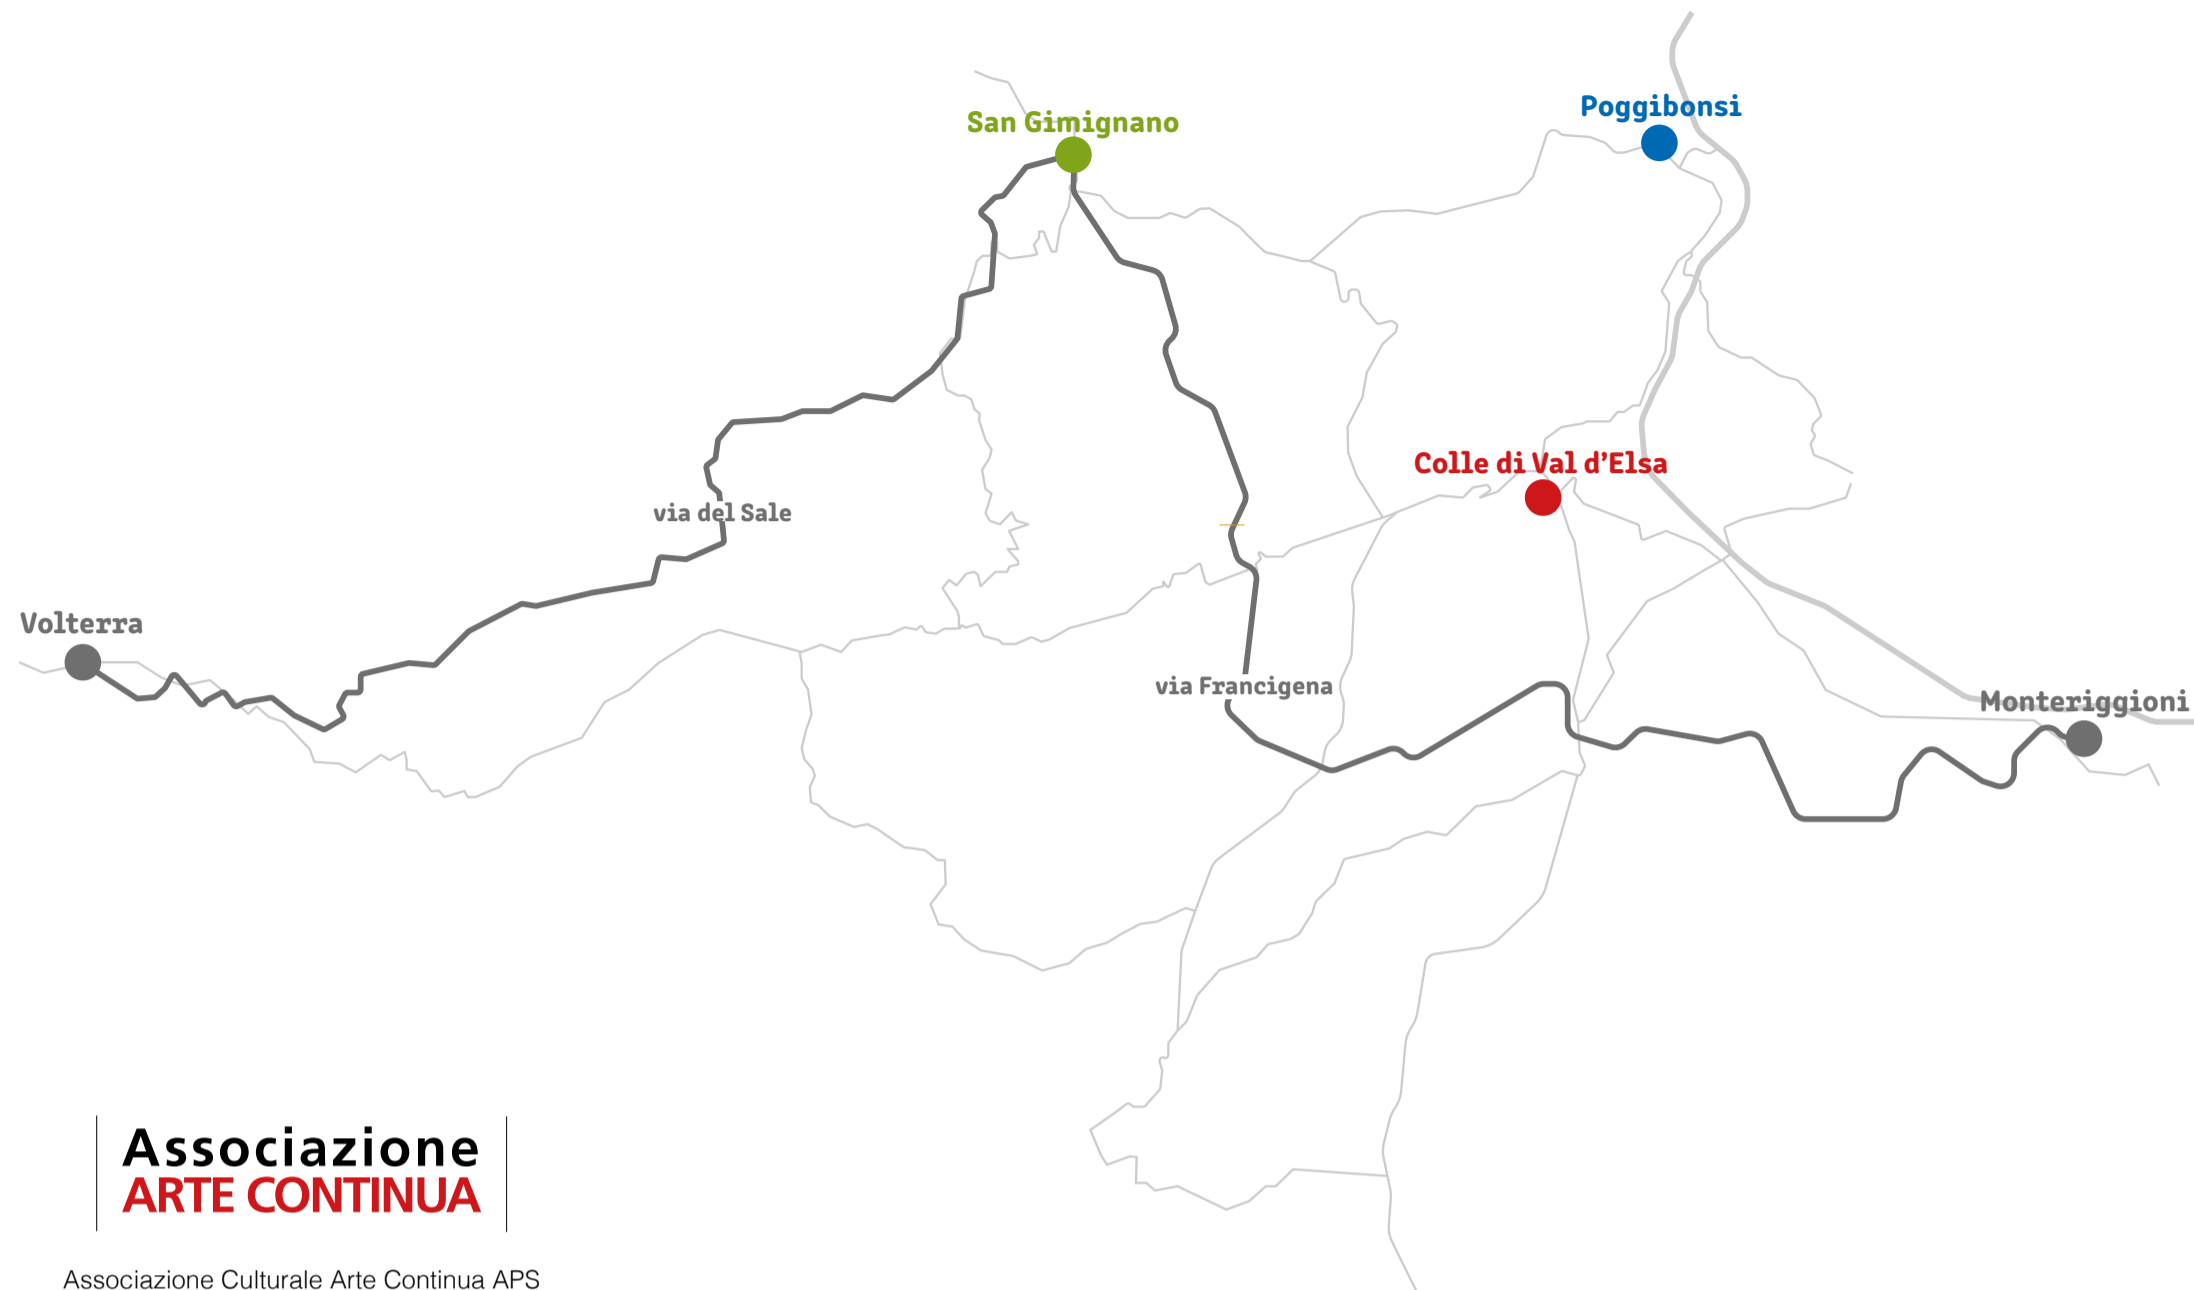 Poggibonsi
San Gimignano
Colle di Val d’Elsa
via del Sale
Volterra
via Francigena
Monteriggioni
Associazione
ARTE CONTINUA
Associazione Culturale Arte Continua APS